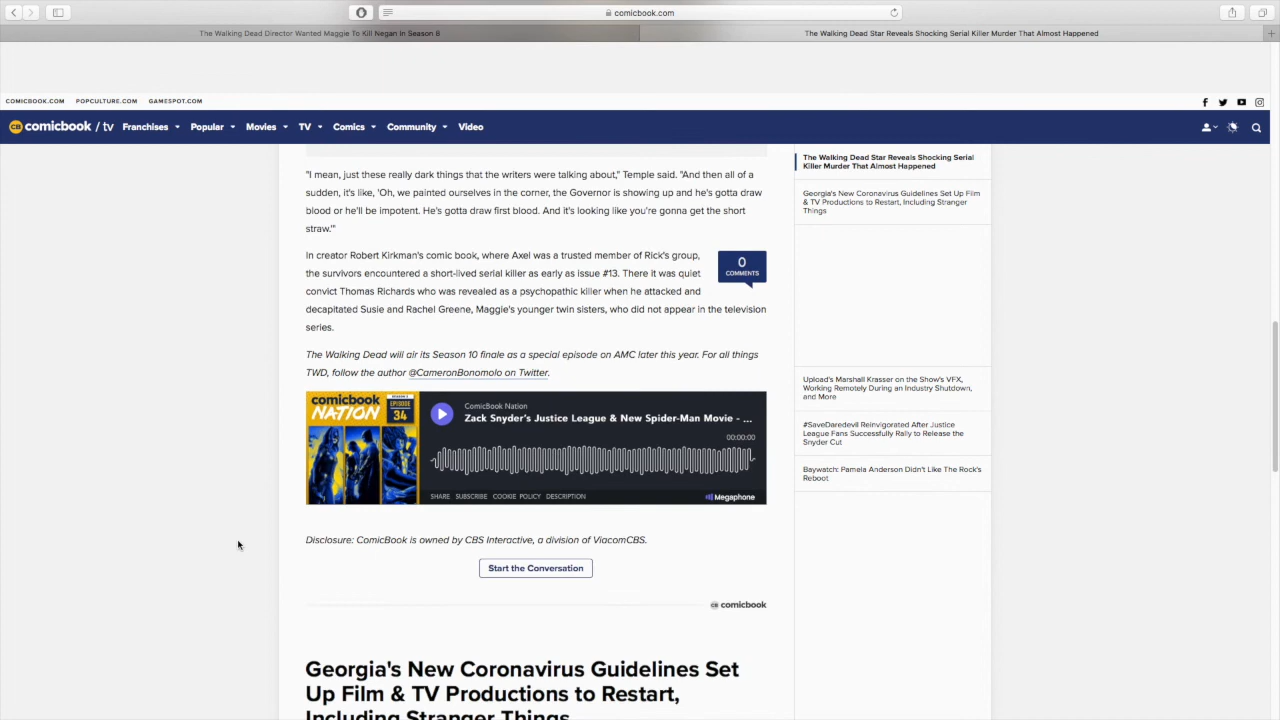 comicbook.com
The Walking Dead Director Wanted Maggie To Kill Negan In Season 8
The Walking Dead Star Reveals Shocking Serial Killer Murder That Almost Happened
COMICBOOK.COM POPCULTURE.COM GAMESPOT.COM
CB comicbook / tv Franchises Popular Movies TV Comics Community Video
"I mean, just these really dark things that the writers were talking about," Temple said. "And then all of a
sudden, it's like, 'Oh, we painted ourselves in the corner, the Governor is showing up and he's gotta draw
blood or he'll be impotent. He's gotta draw first blood. And it's looking like you're gonna get the short
straw.'"
In creator Robert Kirkman's comic book, where Axel was a trusted member of Rick's group,
the survivors encountered a short-lived serial killer as early as issue #13. There it was quiet
convict Thomas Richards who was revealed as a psychopathic killer when he attacked and
decapitated Susie and Rachel Greene, Maggie's younger twin sisters, who did not appear in the television
series.
0
COMMENTS
The Walking Dead will air its Season 10 finale as a special episode on AMC later this year. For all things
TWD, follow the author @CameronBonomolo on Twitter.
comicbook
NATION
EPISODE
34
ComicBook Nation
Zack Snyder's Justice League & New Spider-Man Movie - ...
00:00:00
SHARE SUBSCRIBE COOKIE POLICY DESCRIPTION
Megaphone
Disclosure: ComicBook is owned by CBS Interactive, a division of ViacomCBS.
Start the Conversation
CB comicbook
Georgia's New Coronavirus Guidelines Set
Up Film & TV Productions to Restart,
Including Stranger Things
The Walking Dead Star Reveals Shocking Serial
Killer Murder That Almost Happened
Georgia's New Coronavirus Guidelines Set Up Film
& TV Productions to Restart, Including Stranger
Things
Upload's Marshall Krasser on the Show's VFX,
Working Remotely During an Industry Shutdown,
and More
#SaveDaredevil Reinvigorated After Justice
League Fans Successfully Rally to Release the
Snyder Cut
Baywatch: Pamela Anderson Didn't Like The Rock's
Reboot